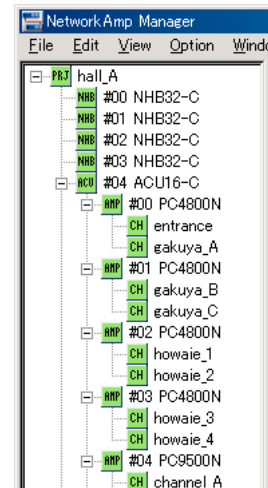 NetworkAmp Manager
File Edit View Option Windo
PRJ hall_A
NHB #00 NHB32-C
NHB #01 NHB32-C
NHB #02 NHB32-C
NHB #03 NHB32-C
ACU #04 ACU16-C
AMP #00 PC4800N
CH entrance
CH gakuya_A
AMP #01 PC4800N
CH gakuya_B
CH gakuya_C
AMP #02 PC4800N
CH howaie_1
CH howaie_2
AMP #03 PC4800N
CH howaie_3
CH howaie_4
AMP #04 PC9500N
CH channel A